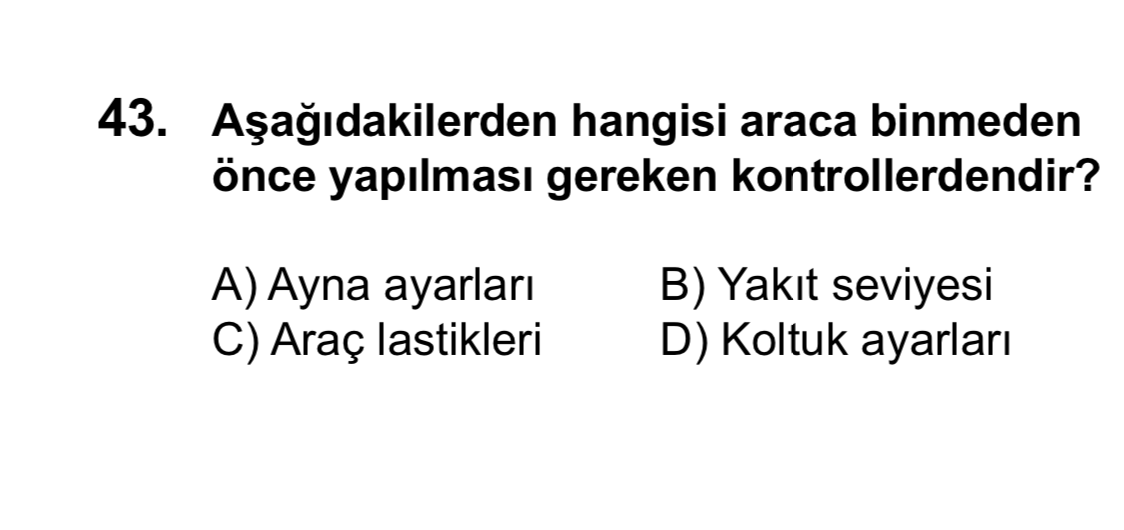 43. Aşağıdakilerden hangisi araca binmeden
önce yapılması gereken kontrollerdendir?
A) Ayna ayarları B) Yakıt seviyesi
C) Araç lastikleri D) Koltuk ayarları